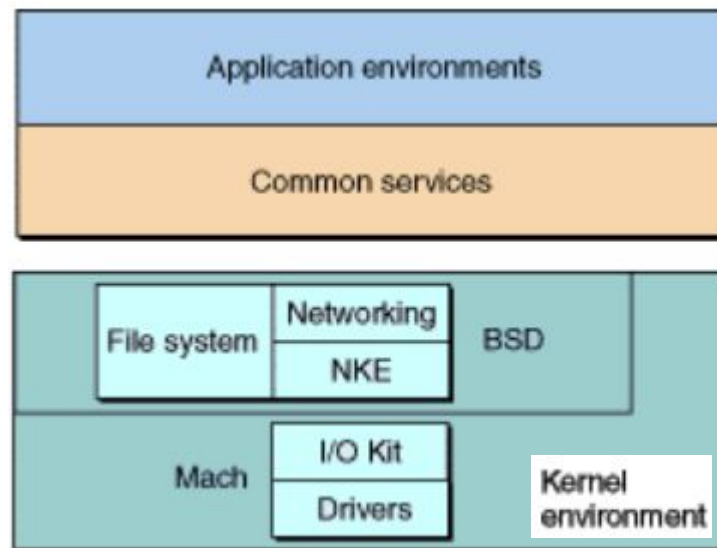 Application environments
Common services
File system
Networking
NKE
BSD
Mach
I/O Kit
Drivers
Kernel
environment